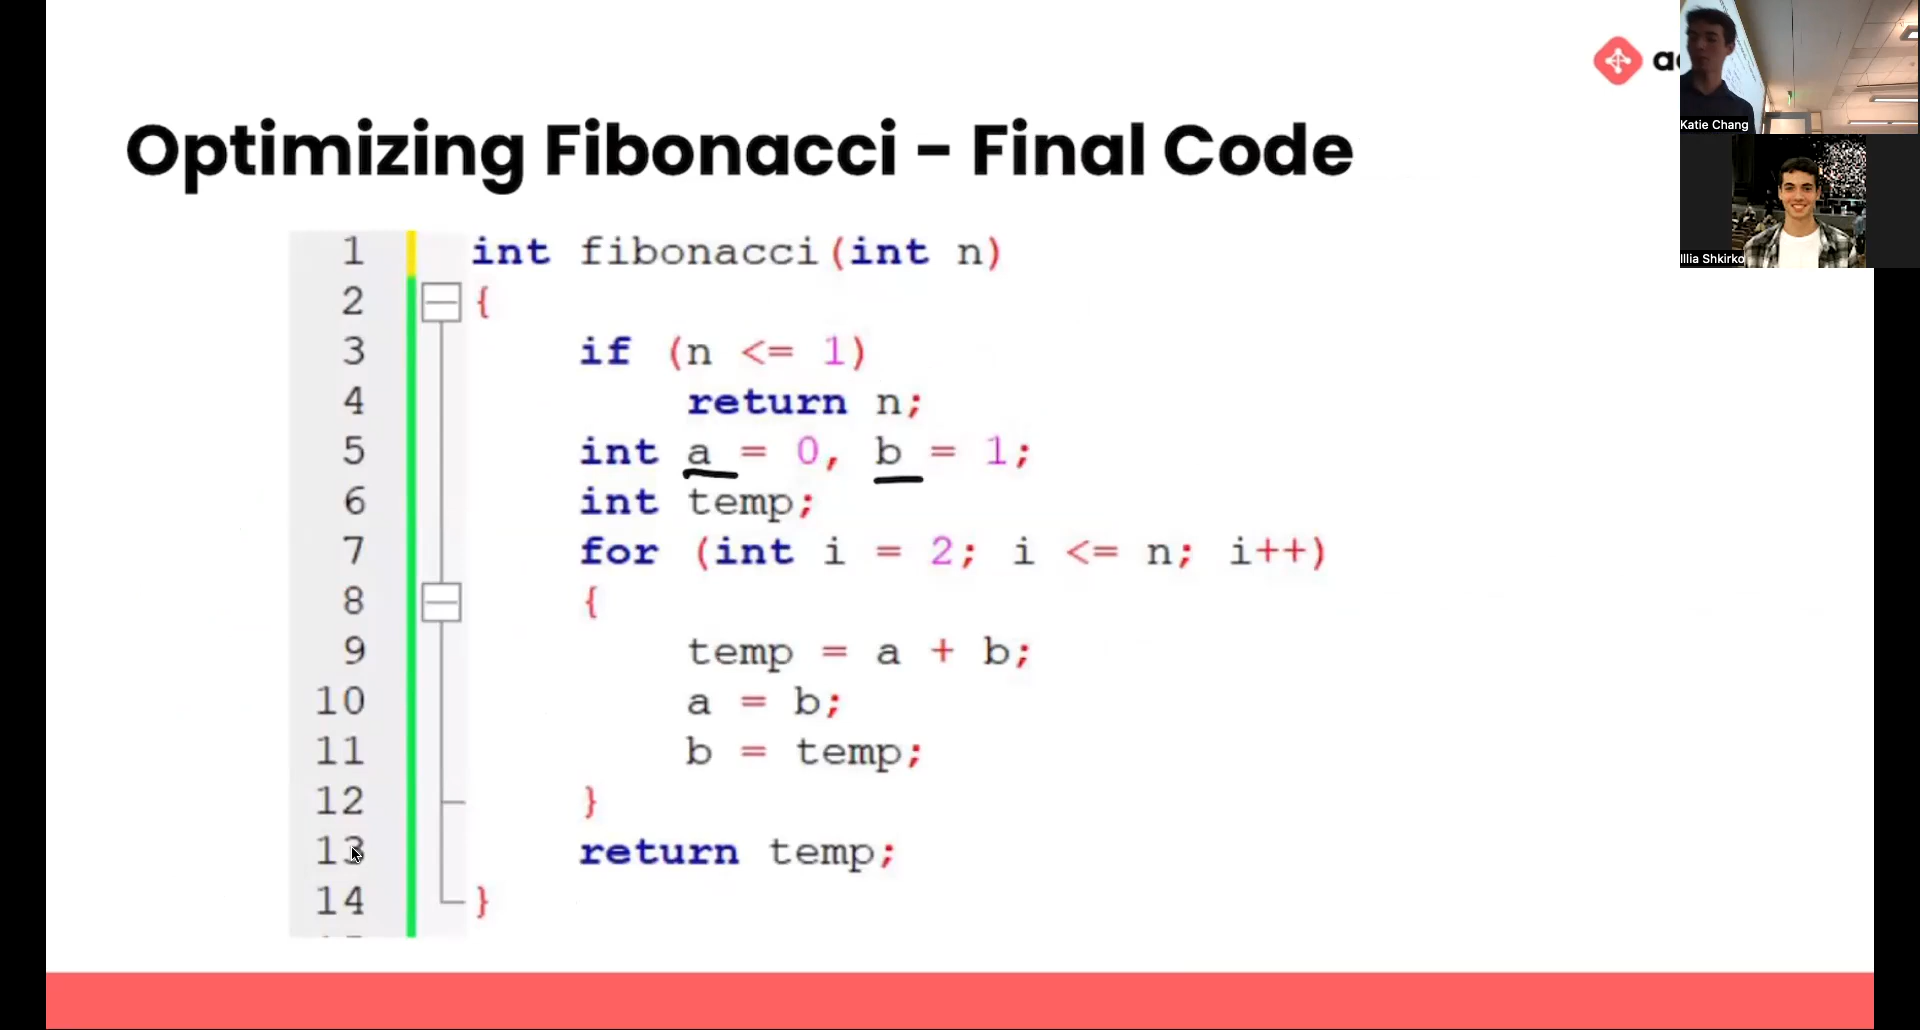 Optimizing Fibonacci - Final Code
1 int fibonacci(int n)
2 {
3 if (n <= 1)
4 return n;
5 int a = 0, b = 1;
6 int temp;
7 for (int i = 2; i <= n; i++)
8 {
9 temp = a + b;
10 a = b;
11 b = temp;
12 }
13 return temp;
14 }
Katie Chang
Illia Shkirko